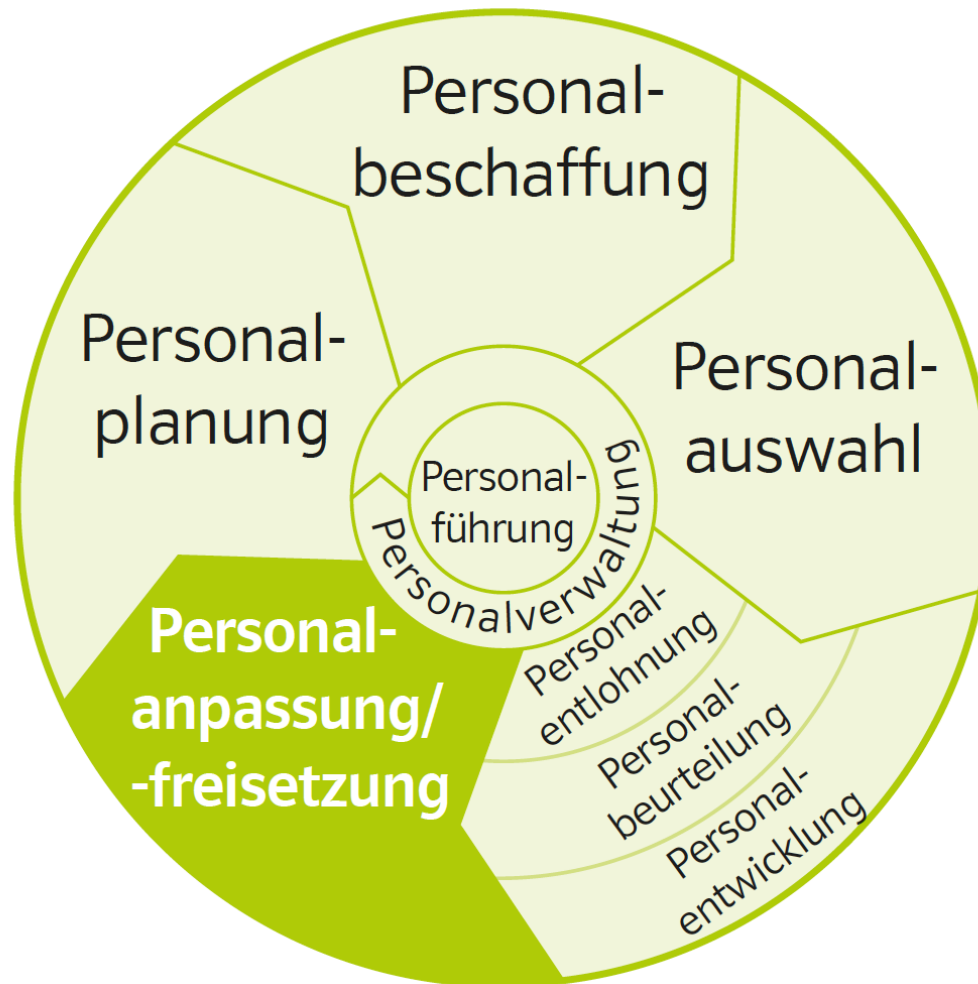 Personal-
beschaffung
Personal-
auswahl
Personal-
entlohnung
Personal-
beurteilung
Personal-
entwicklung
Personal-
anpassung/
-freisetzung
Personal-
planung
Personalverwaltung
Personal-
führung